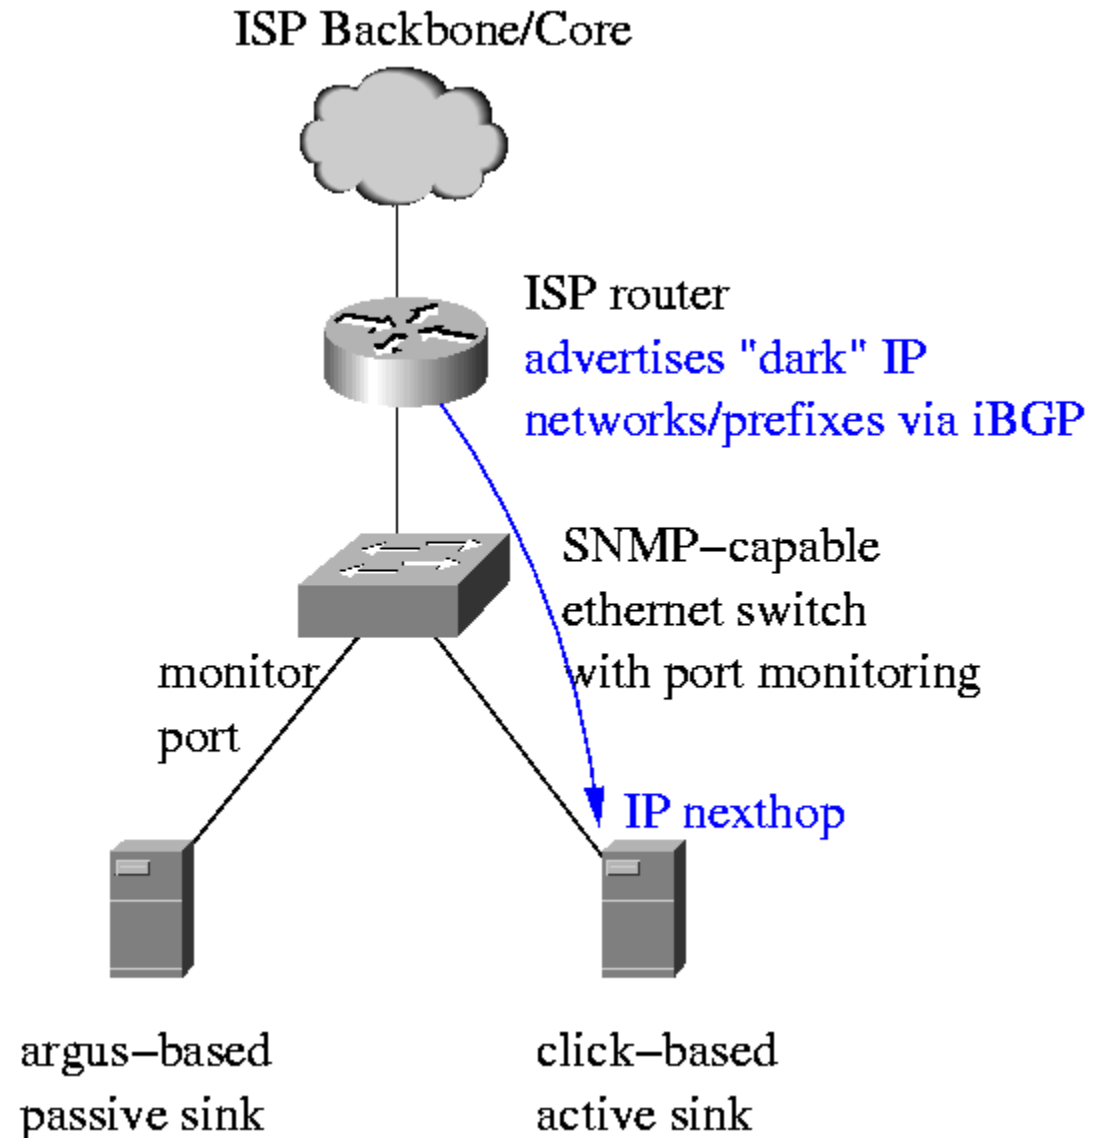 ISP Backbone/Core
ISP router
advertises "dark" IP
networks/prefixes via iBGP
SNMP−capable
ethernet switch
with port monitoring
monitor
port
IP nexthop
argus−based
passive sink
click−based
active sink